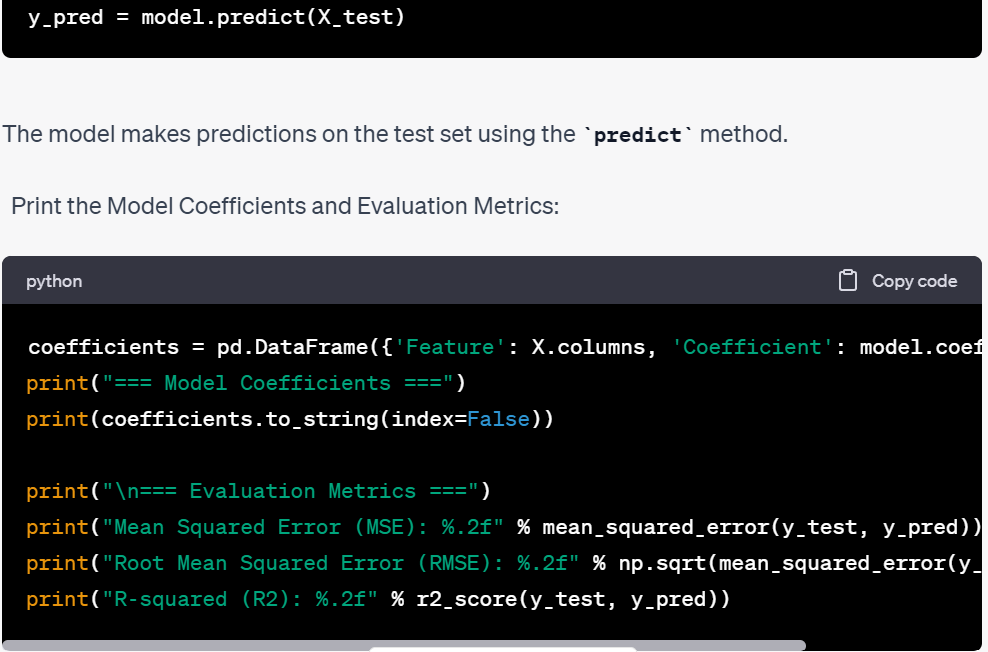 y_pred = model.predict(X_test)
The model makes predictions on the test set using the `predict` method.
Print the Model Coefficients and Evaluation Metrics:
python Copy code
coefficients = pd.DataFrame({'Feature': X.columns, 'Coefficient': model.coef
print("=== Model Coefficients ===")
print(coefficients.to_string(index=False))
print("\n=== Evaluation Metrics ===")
print("Mean Squared Error (MSE): %.2f" % mean_squared_error(y_test, y_pred))
print("Root Mean Squared Error (RMSE): %.2f" % np.sqrt(mean_squared_error(y_
print("R-squared (R2): %.2f" % r2_score(y_test, y_pred))